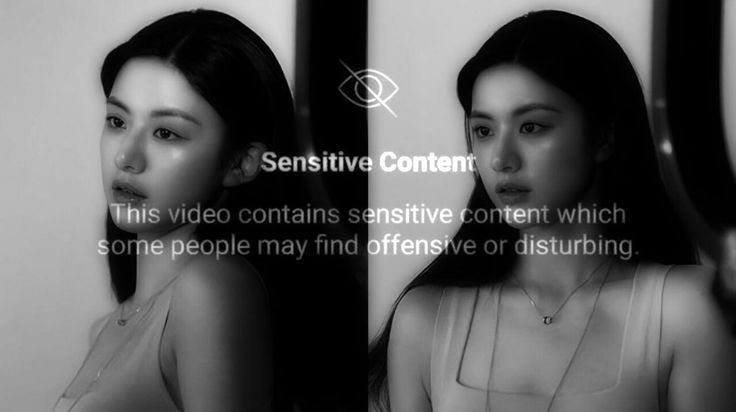 Sensitive Content
This video contains sensitive content which
some people may find offensive or disturbing.